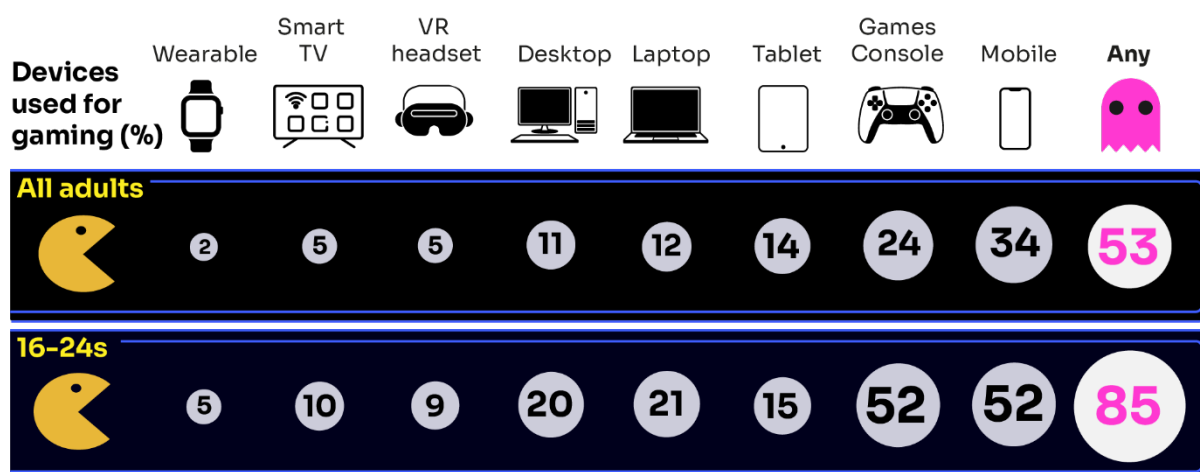 Devices
used for
gaming (%)
Wearable
Smart
TV
VR
headset
Desktop
Laptop
Tablet
Games
Console
Mobile
Any
All adults
2 5 5 11 12 14 24 34 53
16-24s
5 10 9 20 21 15 52 52 85